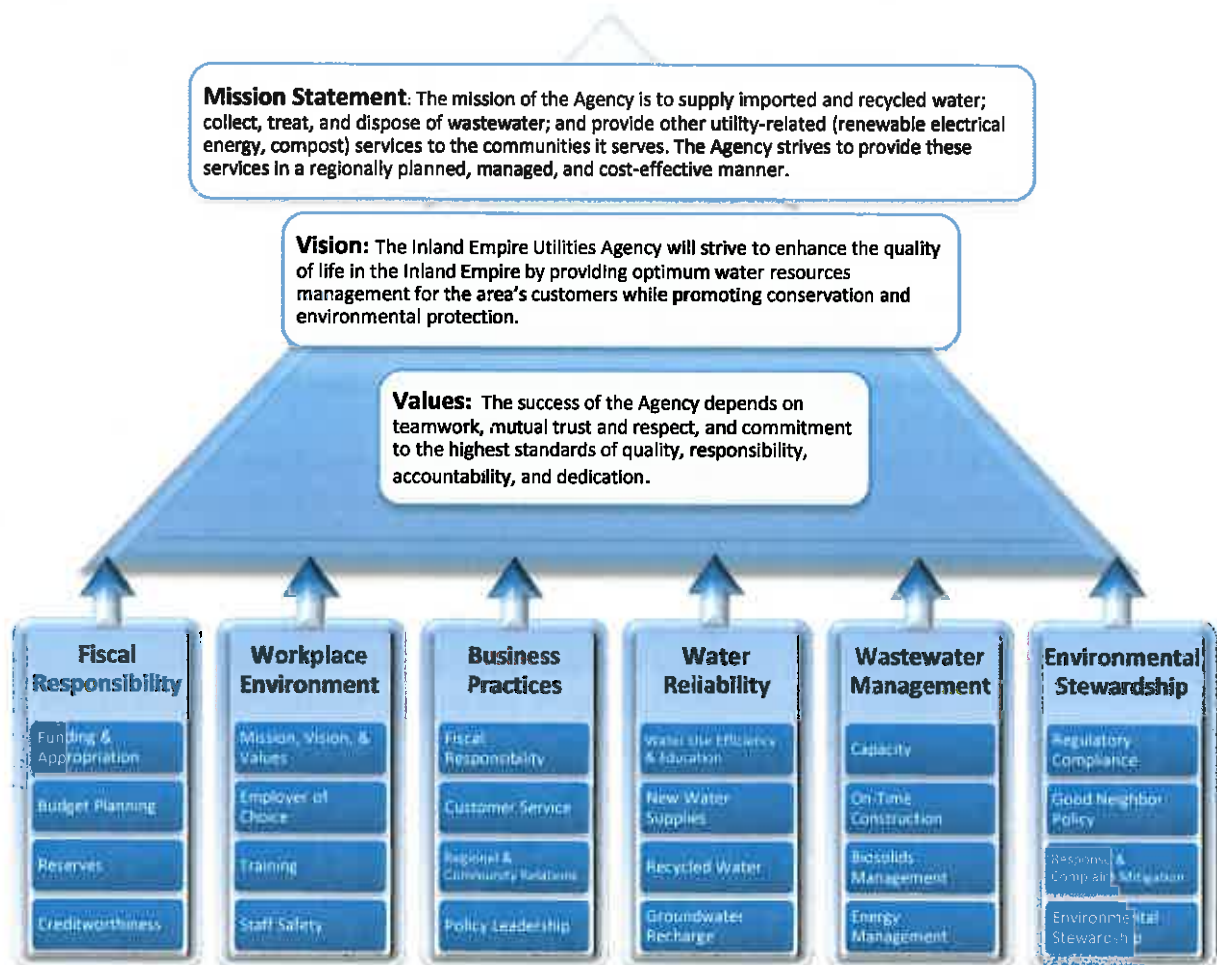 Mission Statement: The mission of the Agency is to supply imported and recycled water;
collect, treat, and dispose of wastewater; and provide other utility-related (renewable electrical
energy, compost) services to the communities it serves. The Agency strives to provide these
services in a regionally planned, managed, and cost-effective manner.
Vision: The Inland Empire Utilities Agency will strive to enhance the quality
of life in the Inland Empire by providing optimum water resources
management for the area's customers while promoting conservation and
environmental protection.
Values: The success of the Agency depends on
teamwork, mutual trust and respect, and commitment
to the highest standards of quality, responsibility,
accountability, and dedication.
Fiscal
Responsibility
Funding &
Appropriation
Budget Planning
Reserves
Creditworthiness
Workplace
Environment
Mission, Vision, &
Values
Employer of
Choice
Training
Staff Safety
Business
Practices
Fiscal
Responsibility
Customer Service
Regional &
Community Relations
Policy Leadership
Water
Reliability
Water Use Efficiency
& Education
New Water
Supplies
Recycled Water
Groundwater
Recharge
Wastewater
Management
Capacity
On-Time
Construction
Biosolids
Management
Energy
Management
Environmental
Stewardship
Regulatory
Compliance
Good Neighbor
Policy
Response &
Complaint Mitigation
Environmental
Stewardship